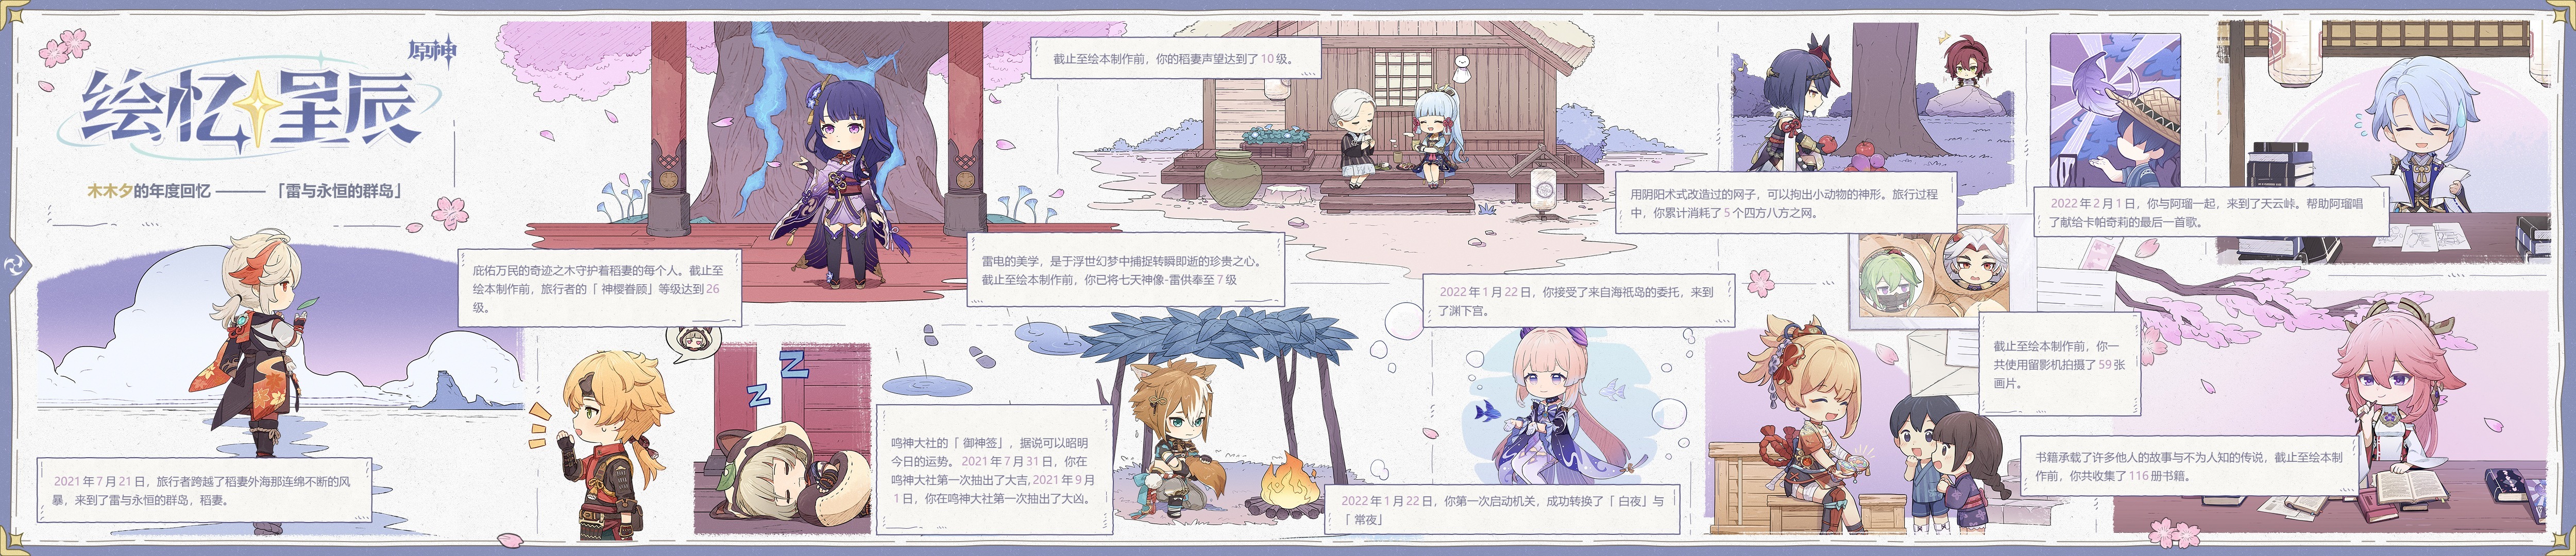 原神
绘忆星辰
木木夕的年度回忆 ——— 「雷与永恒的群岛」
2021年7月21日，旅行者跨越了稻妻外海那连绵不断的风
暴，来到了雷与永恒的群岛，稻妻。
庇佑万民的奇迹之木守护着稻妻的每个人。截止至
绘本制作前，旅行者的「 神樱眷顾」等级达到26
级。
雷电的美学，是于浮世幻梦中捕捉转瞬即逝的珍贵之心。
截止至绘本制作前，你已将七天神像-雷供奉至 7 级
截止至绘本制作前，你的稻妻声望达到了10级。
Z
Z
鸣神大社的「 御神签」，据说可以昭明
今日的运势。2021年7月31日，你在
鸣神大社第一次抽出了大吉,2021年9月
1日，你在鸣神大社第一次抽出了大凶。
2022年1月22日，你接受了来自海祇岛的委托，来到
了渊下宫。
2022年1月22日，你第一次启动机关，成功转换了「 白夜」与
「 常夜」
用阴阳术式改造过的网子，可以拘出小动物的神形。旅行过程
中，你累计消耗了5个四方八方之网。
2022年2月1日，你与阿瑠一起，来到了天云峠。帮助阿瑠唱
了献给卡帕奇莉的最后一首歌。
截止至绘本制作前，你一
共使用留影机拍摄了59张
画片。
书籍承载了许多他人的故事与不为人知的传说，截止至绘本制
作前，你共收集了116册书籍。